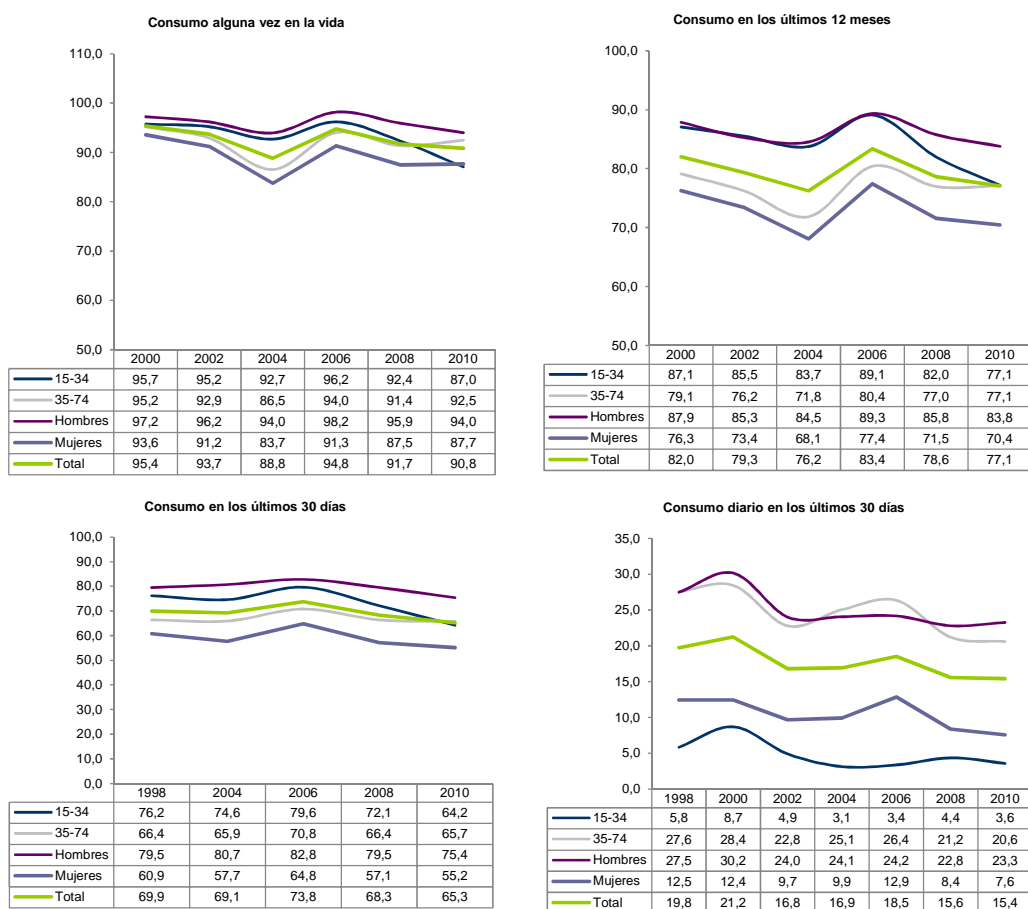 Consumo alguna vez en la vida
110,0
100,0
90,0
80,0
70,0
60,0
50,0
2000 2002 2004 2006 2008 2010
15-34 95,7 95,2 92,7 96,2 92,4 87,0
35-74 95,2 92,9 86,5 94,0 91,4 92,5
Hombres 97,2 96,2 94,0 98,2 95,9 94,0
Mujeres 93,6 91,2 83,7 91,3 87,5 87,7
Total 95,4 93,7 88,8 94,8 91,7 90,8
Consumo en los últimos 12 meses
100,0
90,0
80,0
70,0
60,0
50,0
2000 2002 2004 2006 2008 2010
15-34 87,1 85,5 83,7 89,1 82,0 77,1
35-74 79,1 76,2 71,8 80,4 77,0 77,1
Hombres 87,9 85,3 84,5 89,3 85,8 83,8
Mujeres 76,3 73,4 68,1 77,4 71,5 70,4
Total 82,0 79,3 76,2 83,4 78,6 77,1
Consumo en los últimos 30 días
100,0
90,0
80,0
70,0
60,0
50,0
40,0
30,0
20,0
10,0
0,0
1998 2004 2006 2008 2010
15-34 76,2 74,6 79,6 72,1 64,2
35-74 66,4 65,9 70,8 66,4 65,7
Hombres 79,5 80,7 82,8 79,5 75,4
Mujeres 60,9 57,7 64,8 57,1 55,2
Total 69,9 69,1 73,8 68,3 65,3
Consumo diario en los últimos 30 días
35,0
30,0
25,0
20,0
15,0
10,0
5,0
0,0
1998 2000 2002 2004 2006 2008 2010
15-34 5,8 8,7 4,9 3,1 3,4 4,4 3,6
35-74 27,6 28,4 22,8 25,1 26,4 21,2 20,6
Hombres 27,5 30,2 24,0 24,1 24,2 22,8 23,3
Mujeres 12,5 12,4 9,7 9,9 12,9 8,4 7,6
Total 19,8 21,2 16,8 16,9 18,5 15,6 15,4